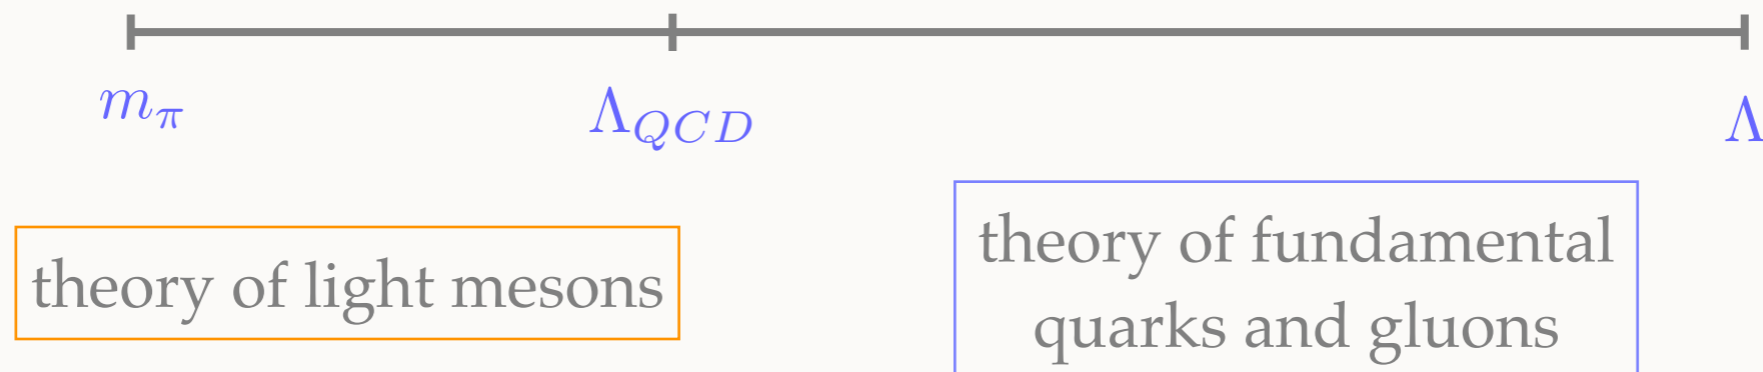 m_π Λ_QCD Λ
theory of light mesons
theory of fundamental
quarks and gluons